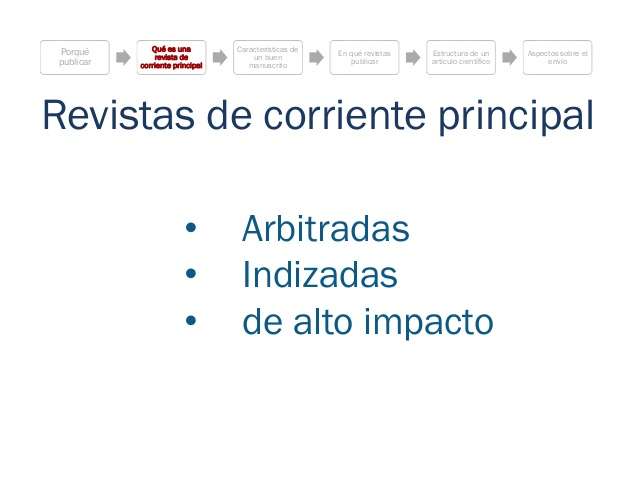 Porqué
publicar
Qué es una
revista de
corriente principal
Características de
un buen
manuscrito
En qué revistas
publicar
Estructura de un
artículo científico
Aspectos sobre el
envío
Revistas de corriente principal
• Arbitradas
• Indizadas
• de alto impacto